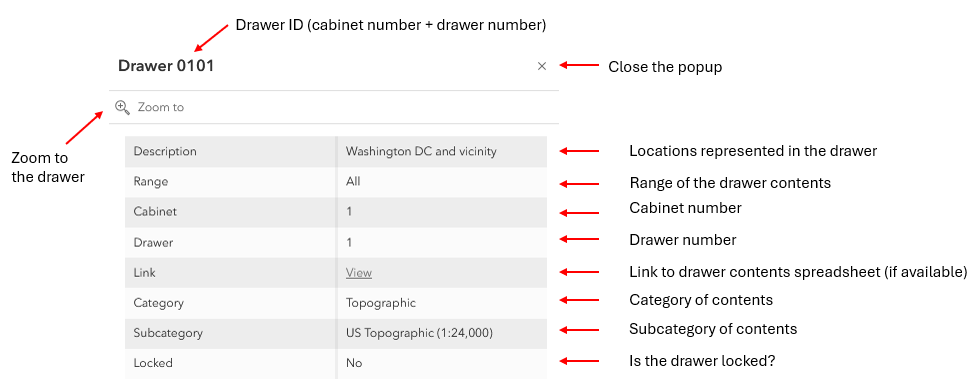 Drawer ID (cabinet number + drawer number)
Drawer 0101
×
Close the popup
Zoom to
Zoom to
the drawer
Description Washington DC and vicinity Locations represented in the drawer
Range All Range of the drawer contents
Cabinet 1 Cabinet number
Drawer 1 Drawer number
Link View Link to drawer contents spreadsheet (if available)
Category Topographic Category of contents
Subcategory US Topographic (1:24,000) Subcategory of contents
Locked No Is the drawer locked?